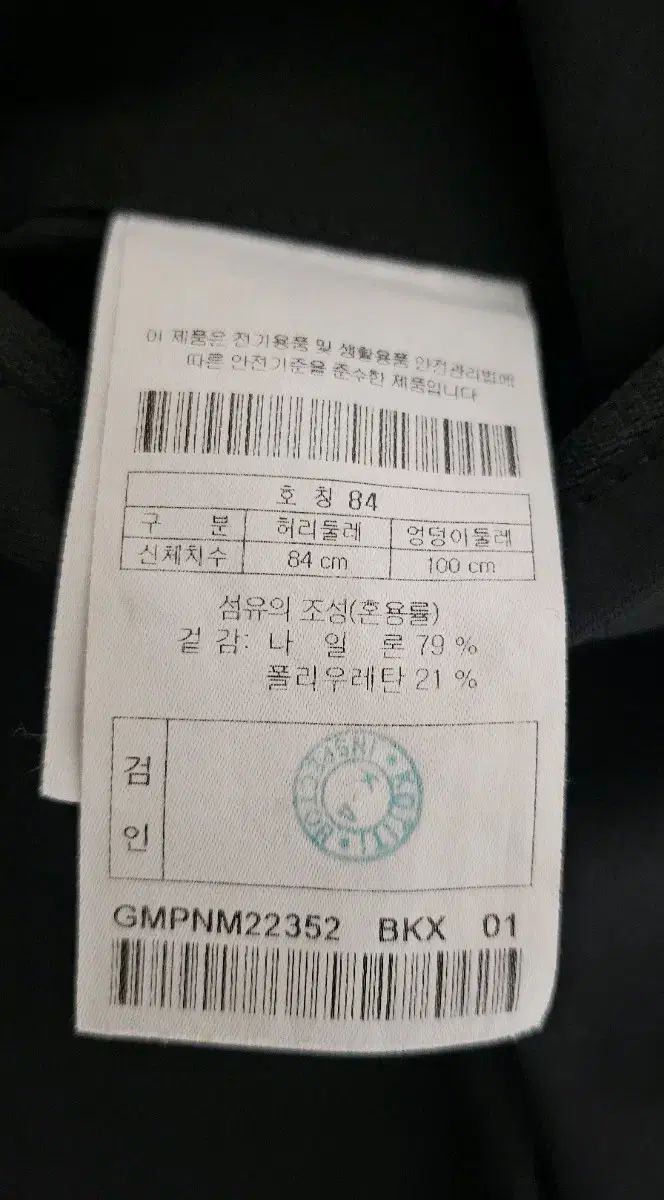 이 제품은 전기용품 및 생활용품 안전관리법에
따른 안전기준을 준수한 제품입니다
호 칭 84
구 분 허리둘레 엉덩이둘레
신체치수 84 cm 100 cm
섬유의 조성(혼용률)
겉 감: 나 일 론 79 %
폴리우레탄 21 %
검
인
KOTITI
INSPECTION
GMPNM22352 BKX 01